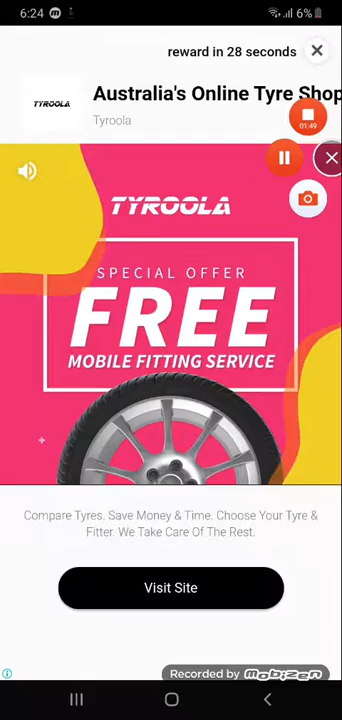 6:24
6%
reward in 28 seconds
TYROOLA
Australia's Online Tyre Shop
Tyroola
01:49
TYROOLA
SPECIAL OFFER
FREE
MOBILE FITTING SERVICE
Compare Tyres. Save Money & Time. Choose Your Tyre &
Fitter. We Take Care Of The Rest.
Visit Site
Recorded by Mobizen